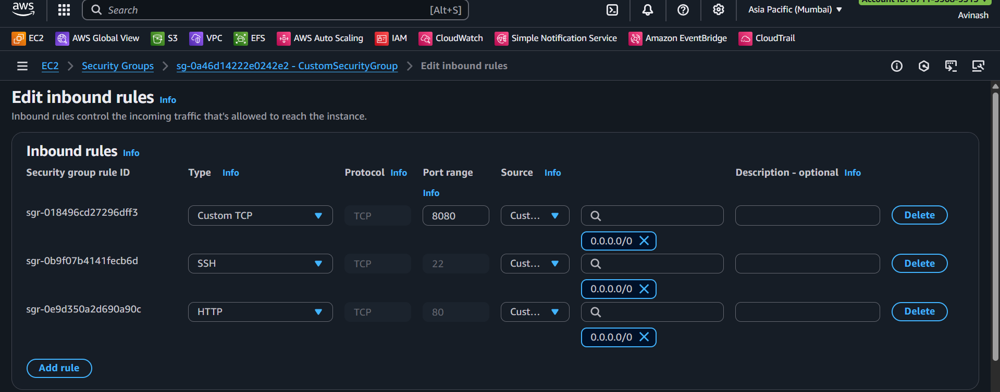 aws
Search [Alt+S]
Asia Pacific (Mumbai)
Avinash
EC2 AWS Global View S3 VPC EFS AWS Auto Scaling IAM CloudWatch Simple Notification Service Amazon EventBridge CloudTrail
EC2 Security Groups sg-0a46d14222e0242e2 - CustomSecurityGroup Edit inbound rules
Edit inbound rules Info
Inbound rules control the incoming traffic that's allowed to reach the instance.
Inbound rules Info
Security group rule ID Type Info Protocol Info Port range Source Info Description - optional Info
Info
sgr-018496cd27296dff3 Custom TCP TCP 8080 Cust... Delete
0.0.0.0/0
sgr-0b9f07b4141fecb6d SSH TCP 22 Cust... Delete
0.0.0.0/0
sgr-0e9d350a2d690a90c HTTP TCP 80 Cust... Delete
0.0.0.0/0
Add rule